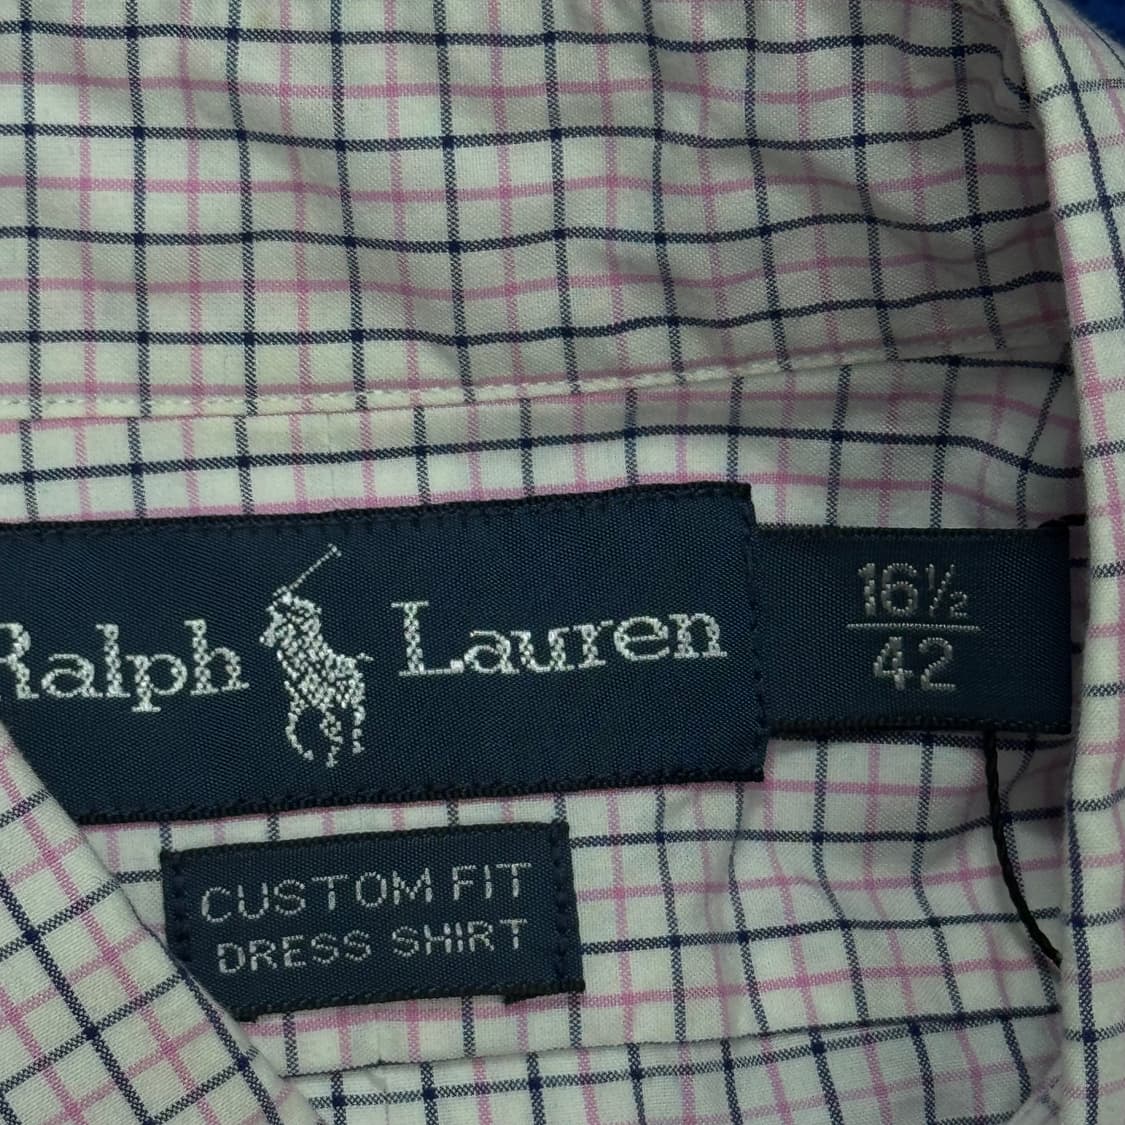 Ralph Lauren
16½
42
CUSTOM FIT
DRESS SHIRT